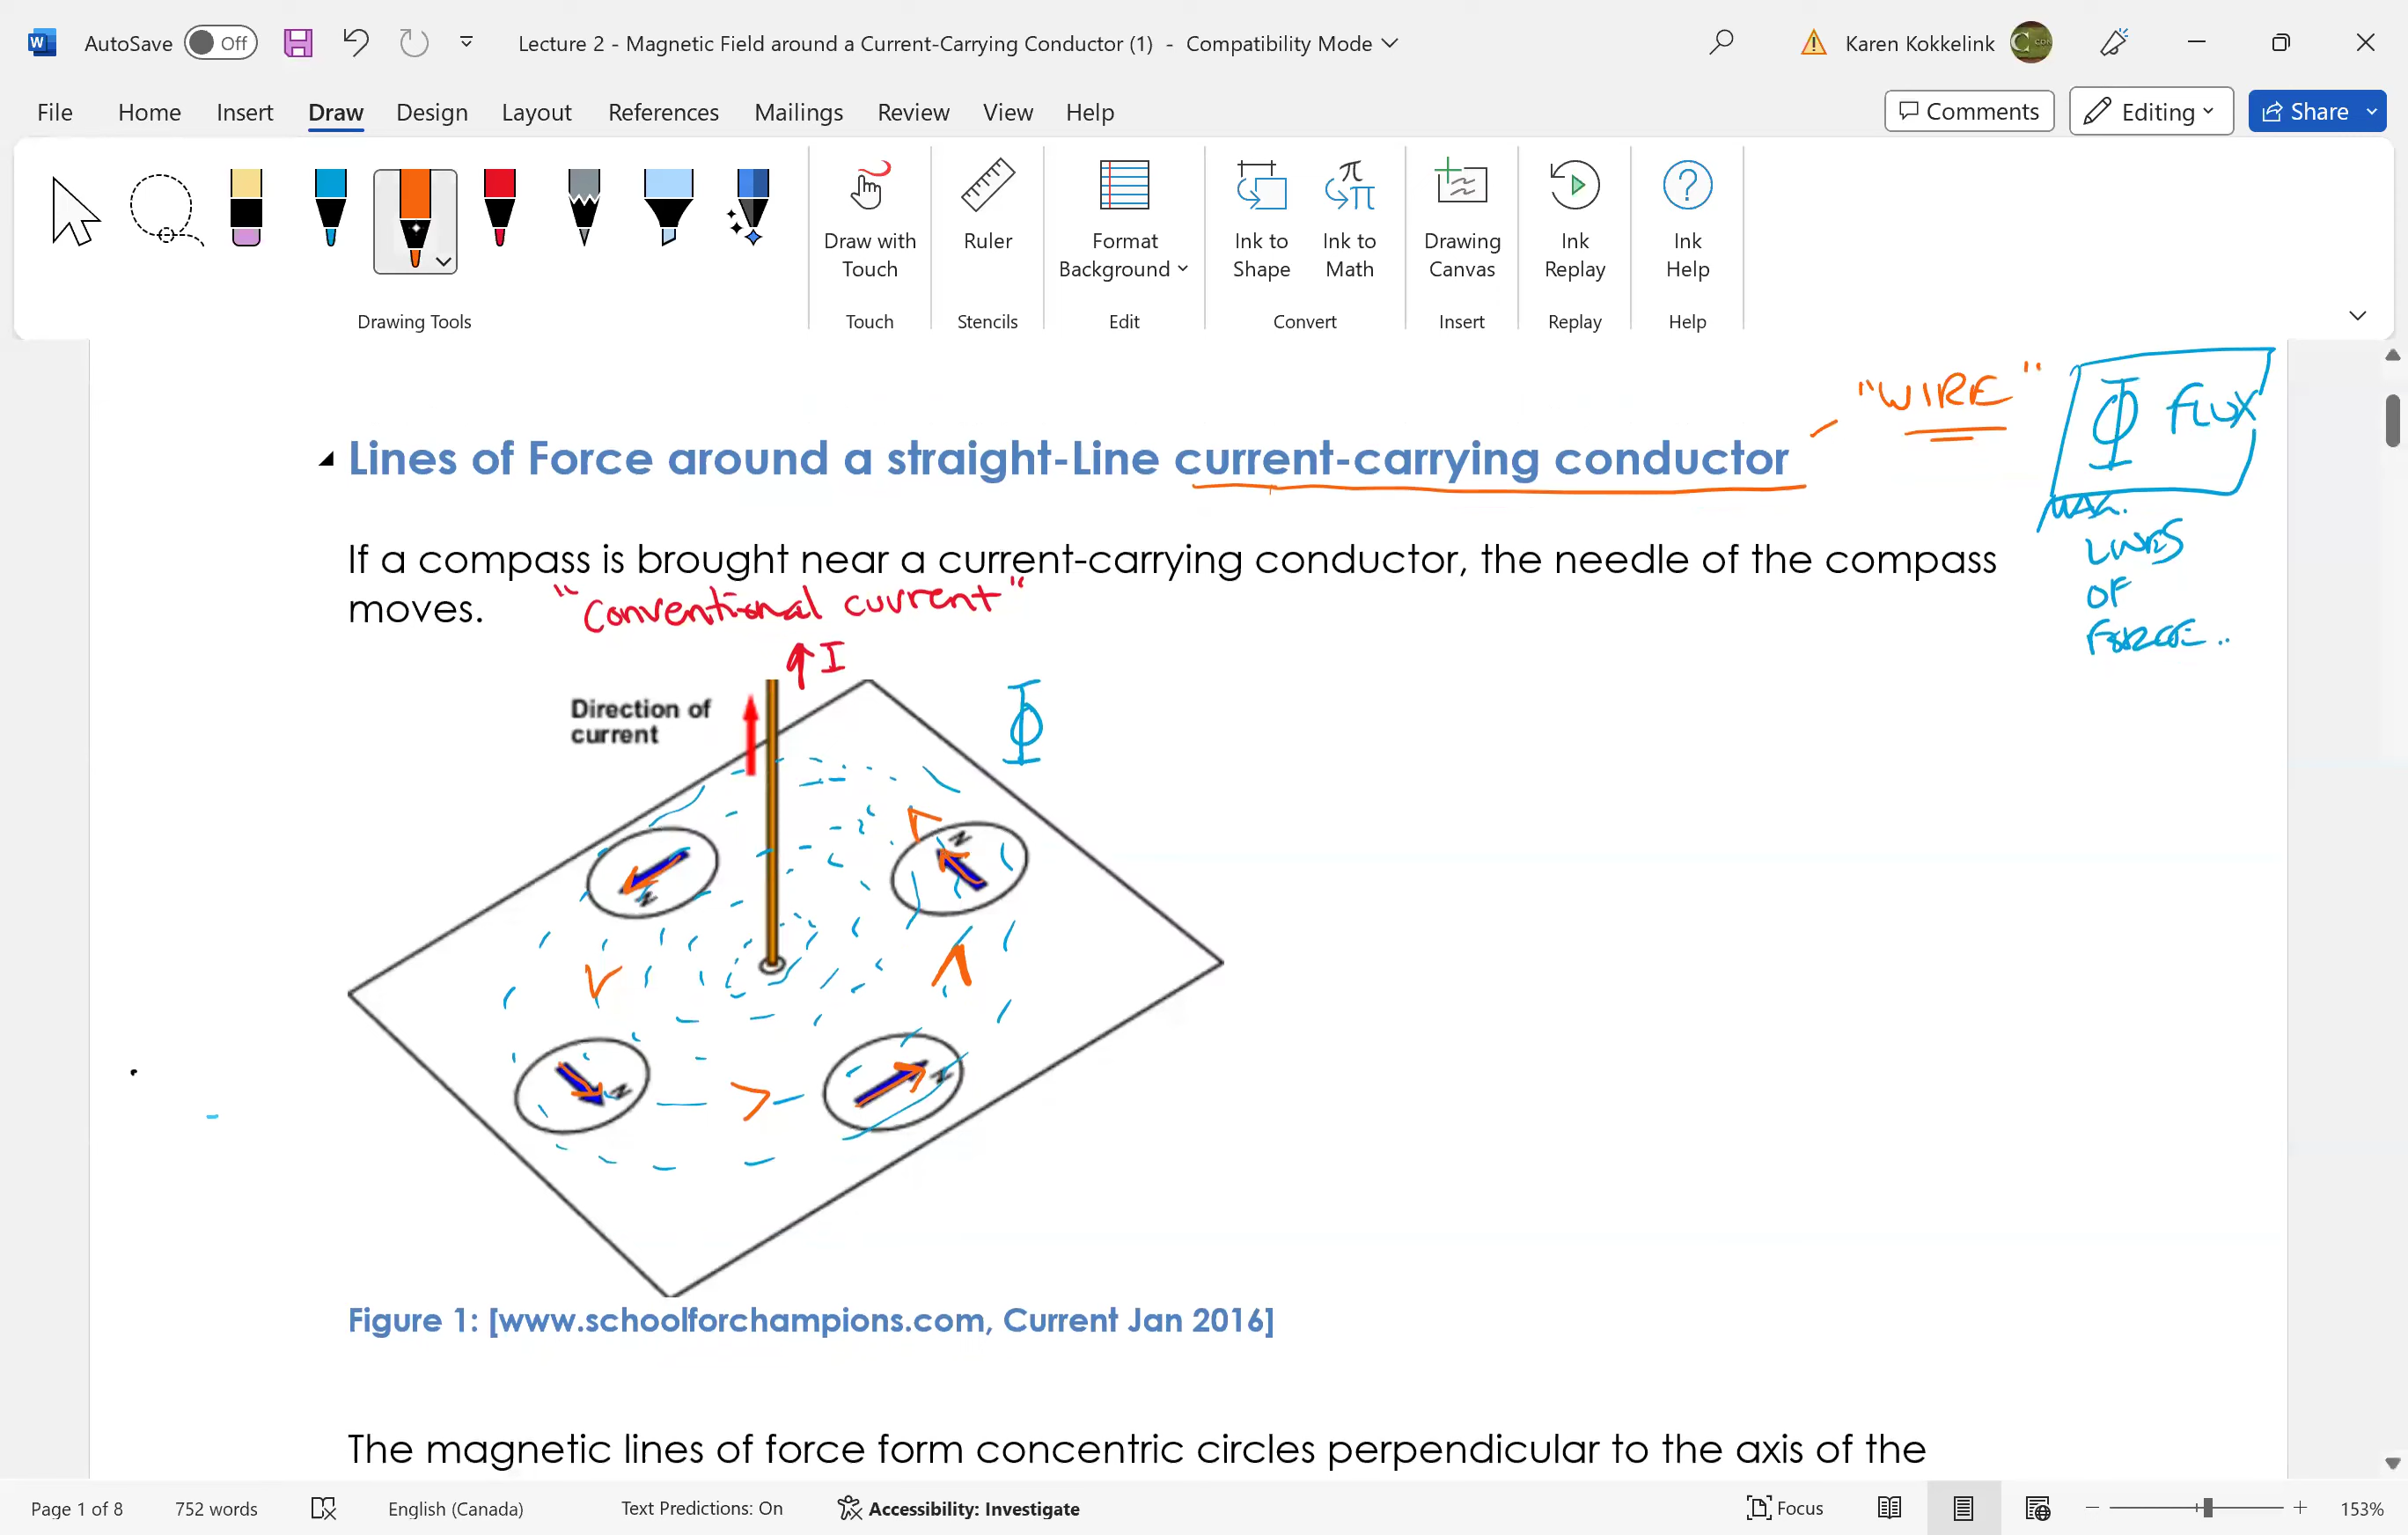 AutoSave Off Lecture 2 - Magnetic Field around a Current-Carrying Conductor (1) - Compatibility Mode Karen Kokkelink
File Home Insert Draw Design Layout References Mailings Review View Help Comments Editing Share
Draw with Touch Ruler Format Background Ink to Shape Ink to Math Drawing Canvas Ink Replay Ink Help
Drawing Tools Touch Stencils Edit Convert Insert Replay Help
"WIRE"
Φ FLUX
Lines of Force around a straight-Line current-carrying conductor
LINES
OF
FORCE..
If a compass is brought near a current-carrying conductor, the needle of the compass
moves.
"Conventional current"
↑ I
Direction of
current
Φ
N
N
N
N
Figure 1: [www.schoolforchampions.com, Current Jan 2016]
The magnetic lines of force form concentric circles perpendicular to the axis of the
Page 1 of 8 752 words English (Canada) Text Predictions: On Accessibility: Investigate Focus 153%